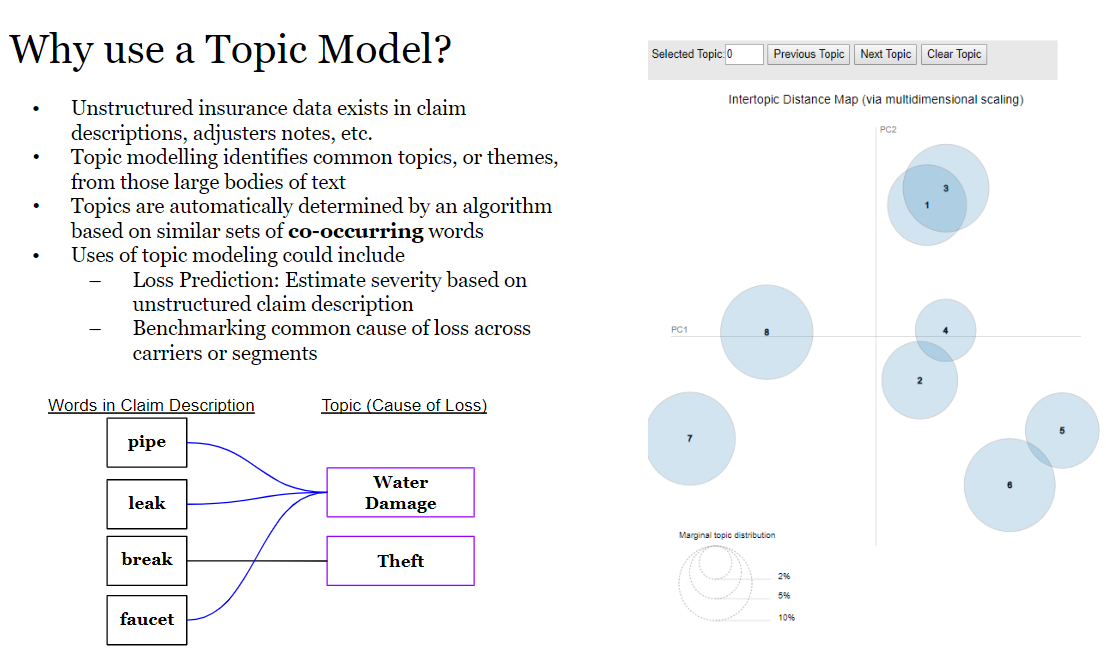 Why use a Topic Model?
• Unstructured insurance data exists in claim
descriptions, adjusters notes, etc.
• Topic modelling identifies common topics, or themes,
from those large bodies of text
• Topics are automatically determined by an algorithm
based on similar sets of co-occurring words
• Uses of topic modeling could include
– Loss Prediction: Estimate severity based on
unstructured claim description
– Benchmarking common cause of loss across
carriers or segments
Words in Claim Description
Topic (Cause of Loss)
pipe
leak
break
faucet
Water
Damage
Theft
Selected Topic: 0 Previous Topic Next Topic Clear Topic
Intertopic Distance Map (via multidimensional scaling)
PC2
3
1
PC1
8
4
2
7
5
6
Marginal topic distribution
2%
5%
10%